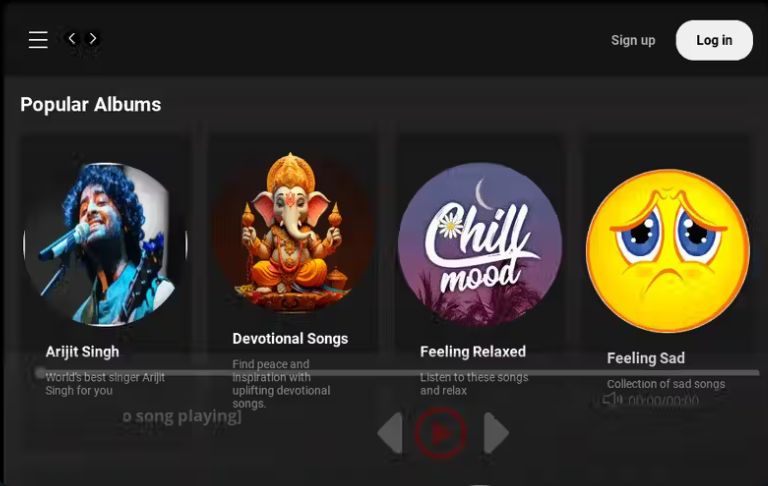 Sign up
Log in
Popular Albums
Chill
mood
Arijit Singh
World's best singer Arijit
Singh for you
Devotional Songs
Find peace and
inspiration with
uplifting devotional
songs.
Feeling Relaxed
Listen to these songs
and relax
Feeling Sad
Collection of sad songs
o song playing]
00:00/00:00